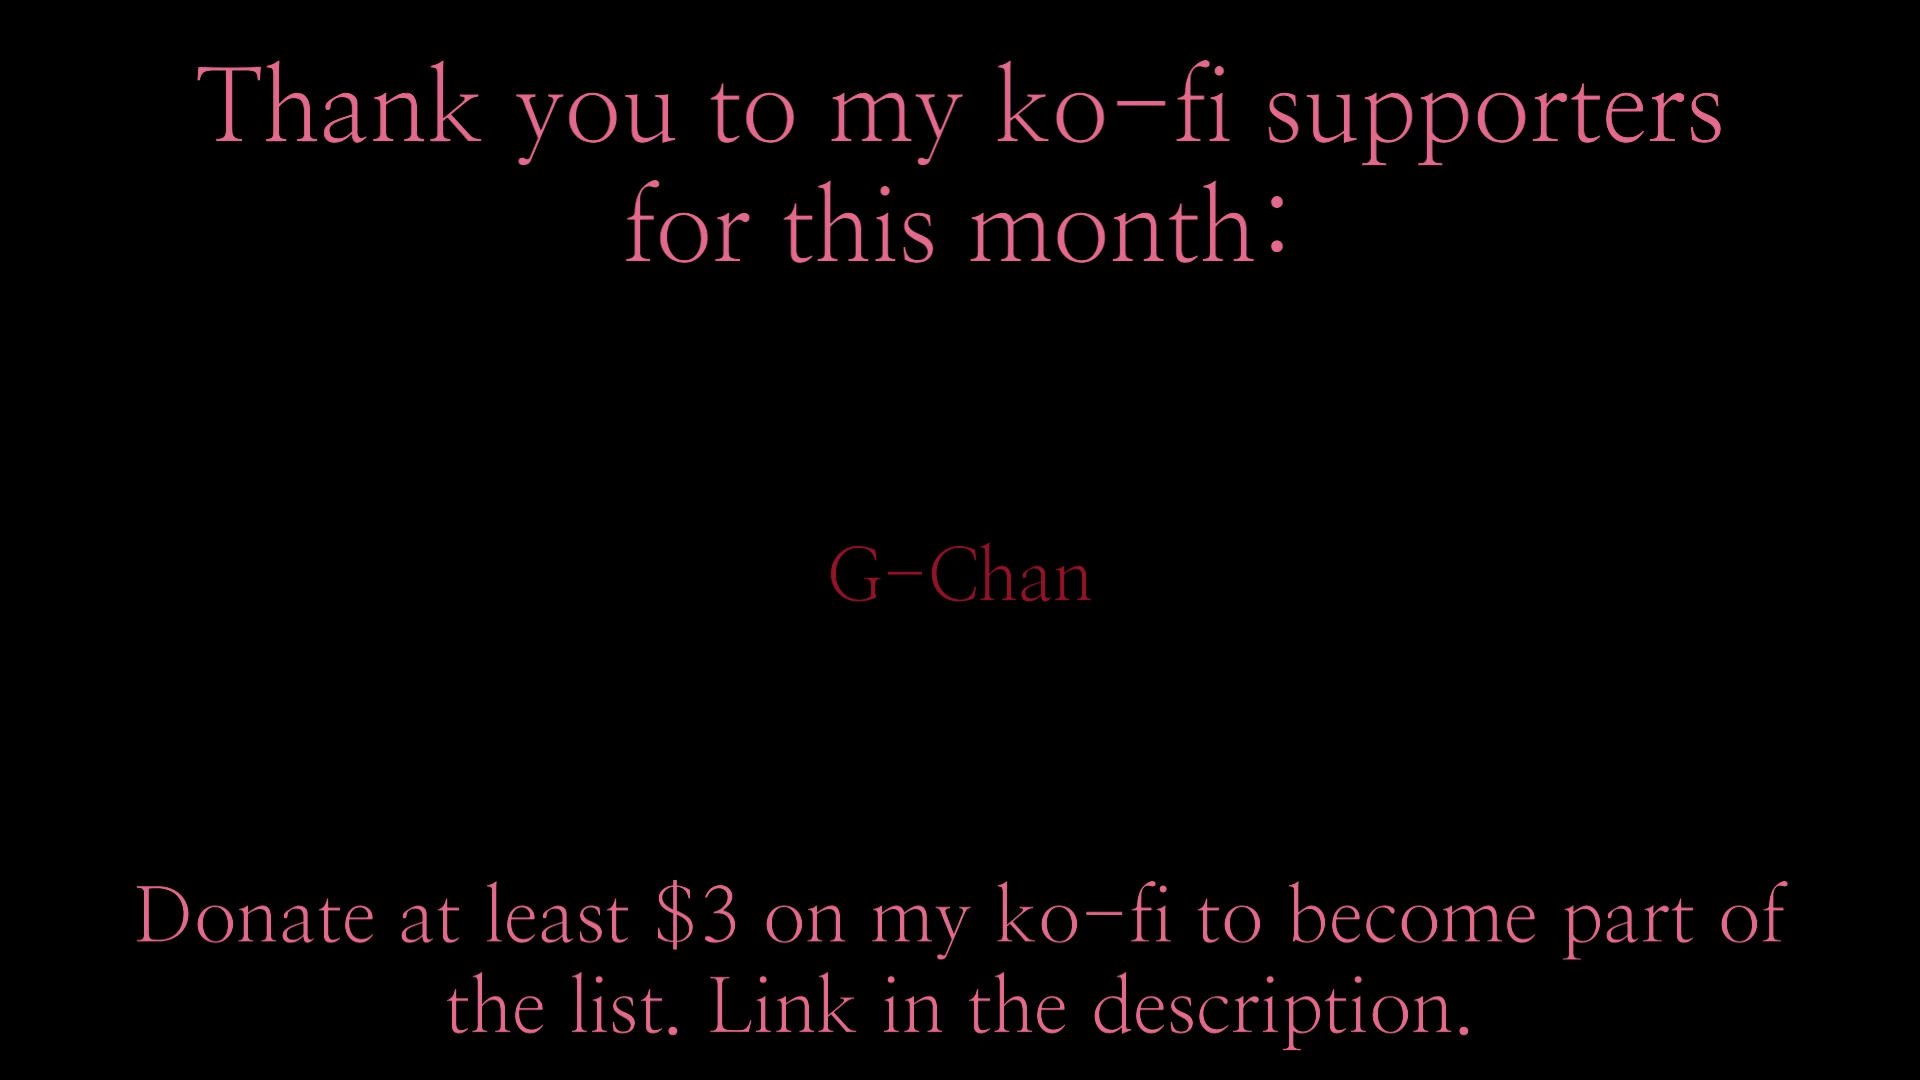 Thank you to my ko-fi supporters
for this month:
G-Chan
Donate at least $3 on my ko-fi to become part of
the list. Link in the description.